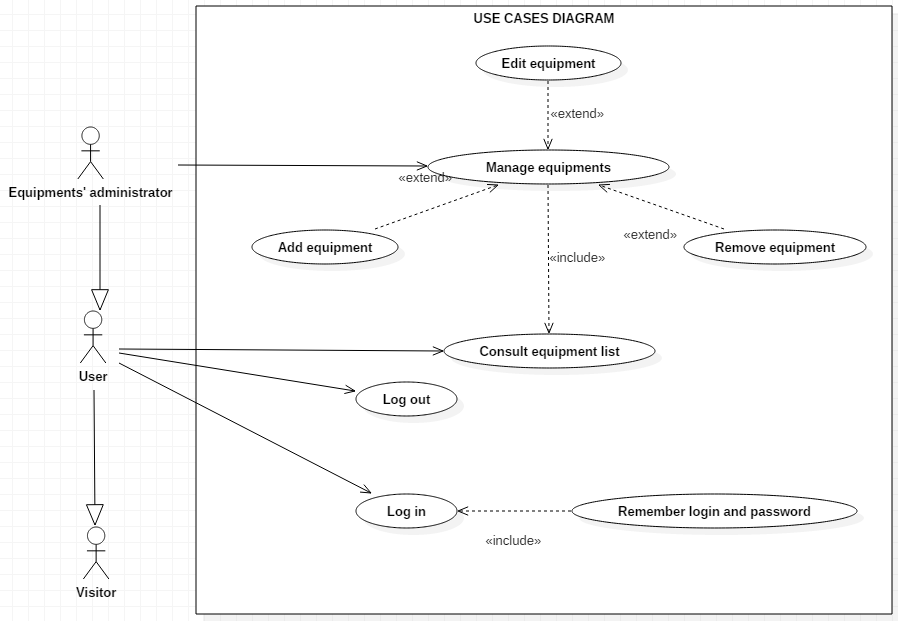 USE CASES DIAGRAM
Edit equipment
«extend»
Manage equipments
«extend»
Equipments' administrator
Add equipment
«extend»
Remove equipment
«include»
Consult equipment list
User
Log out
Log in
Remember login and password
«include»
Visitor